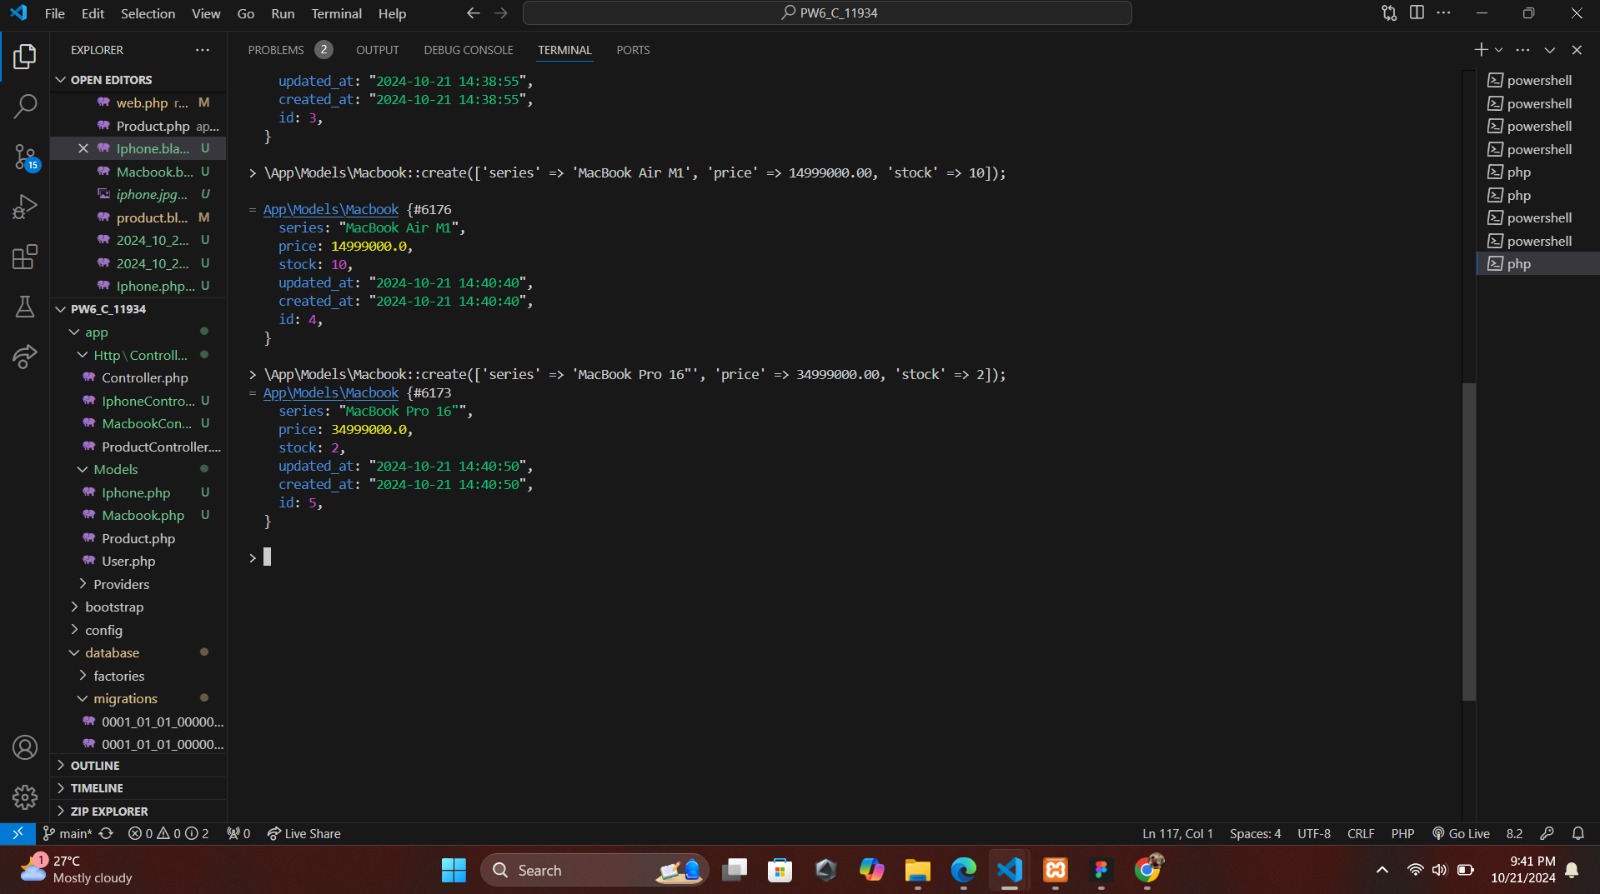 File Edit Selection View Go Run Terminal Help
PW6_C_11934
EXPLORER
OPEN EDITORS
web.php r... M
Product.php ap...
Iphone.bla... U
Macbook.b... U
iphone.jpg... U
product.bl... M
2024_10_2... U
2024_10_2... U
Iphone.php... U
PW6_C_11934
app
Http\Controll...
Controller.php
IphoneContro... U
MacbookCon... U
ProductController....
Models
Iphone.php U
Macbook.php U
Product.php
User.php
Providers
bootstrap
config
database
factories
migrations
0001_01_01_00000...
0001_01_01_00000...
OUTLINE
TIMELINE
ZIP EXPLORER
15
PROBLEMS 2 OUTPUT DEBUG CONSOLE TERMINAL PORTS
updated_at: "2024-10-21 14:38:55",
created_at: "2024-10-21 14:38:55",
id: 3,
}
> \App\Models\Macbook::create(['series' => 'MacBook Air M1', 'price' => 14999000.00, 'stock' => 10]);
= App\Models\Macbook {#6176
series: "MacBook Air M1",
price: 14999000.0,
stock: 10,
updated_at: "2024-10-21 14:40:40",
created_at: "2024-10-21 14:40:40",
id: 4,
}
> \App\Models\Macbook::create(['series' => 'MacBook Pro 16"', 'price' => 34999000.00, 'stock' => 2]);
= App\Models\Macbook {#6173
series: "MacBook Pro 16"",
price: 34999000.0,
stock: 2,
updated_at: "2024-10-21 14:40:50",
created_at: "2024-10-21 14:40:50",
id: 5,
}
>
powershell
powershell
powershell
powershell
php
php
powershell
powershell
php
main* 0 0 2 0 Live Share
Ln 117, Col 1 Spaces: 4 UTF-8 CRLF PHP Go Live 8.2
1
27°C
Mostly cloudy
Search
9:41 PM
10/21/2024